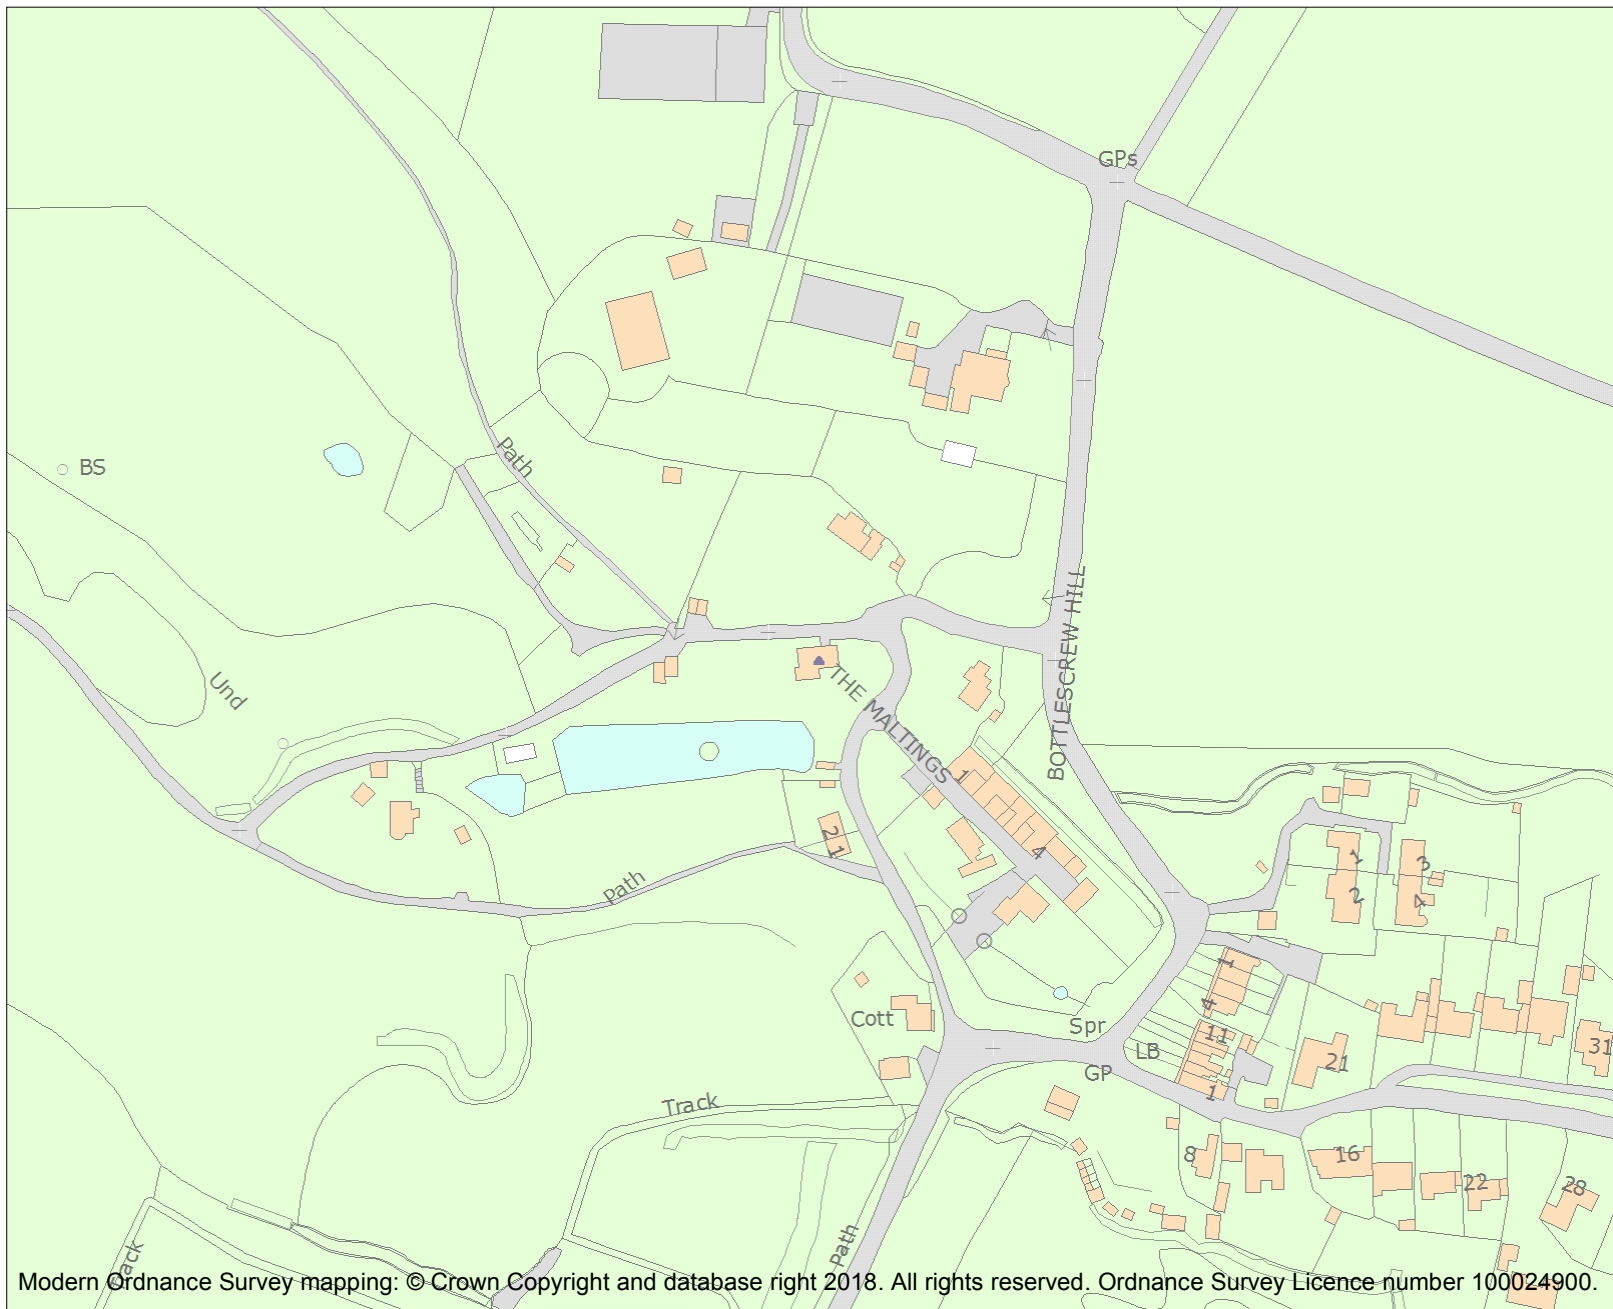 GPs
Path
BS
BOTTLESCREW HILL
THE MALTINGS
Und
1
4
2
1
1
2
3
4
Path
1
4
Cott
Spr
LB
GP
11
1
21
31
Track
8
16
22
28
Path
Track
Modern Ordnance Survey mapping: © Crown Copyright and database right 2018. All rights reserved. Ordnance Survey Licence number 100024900.